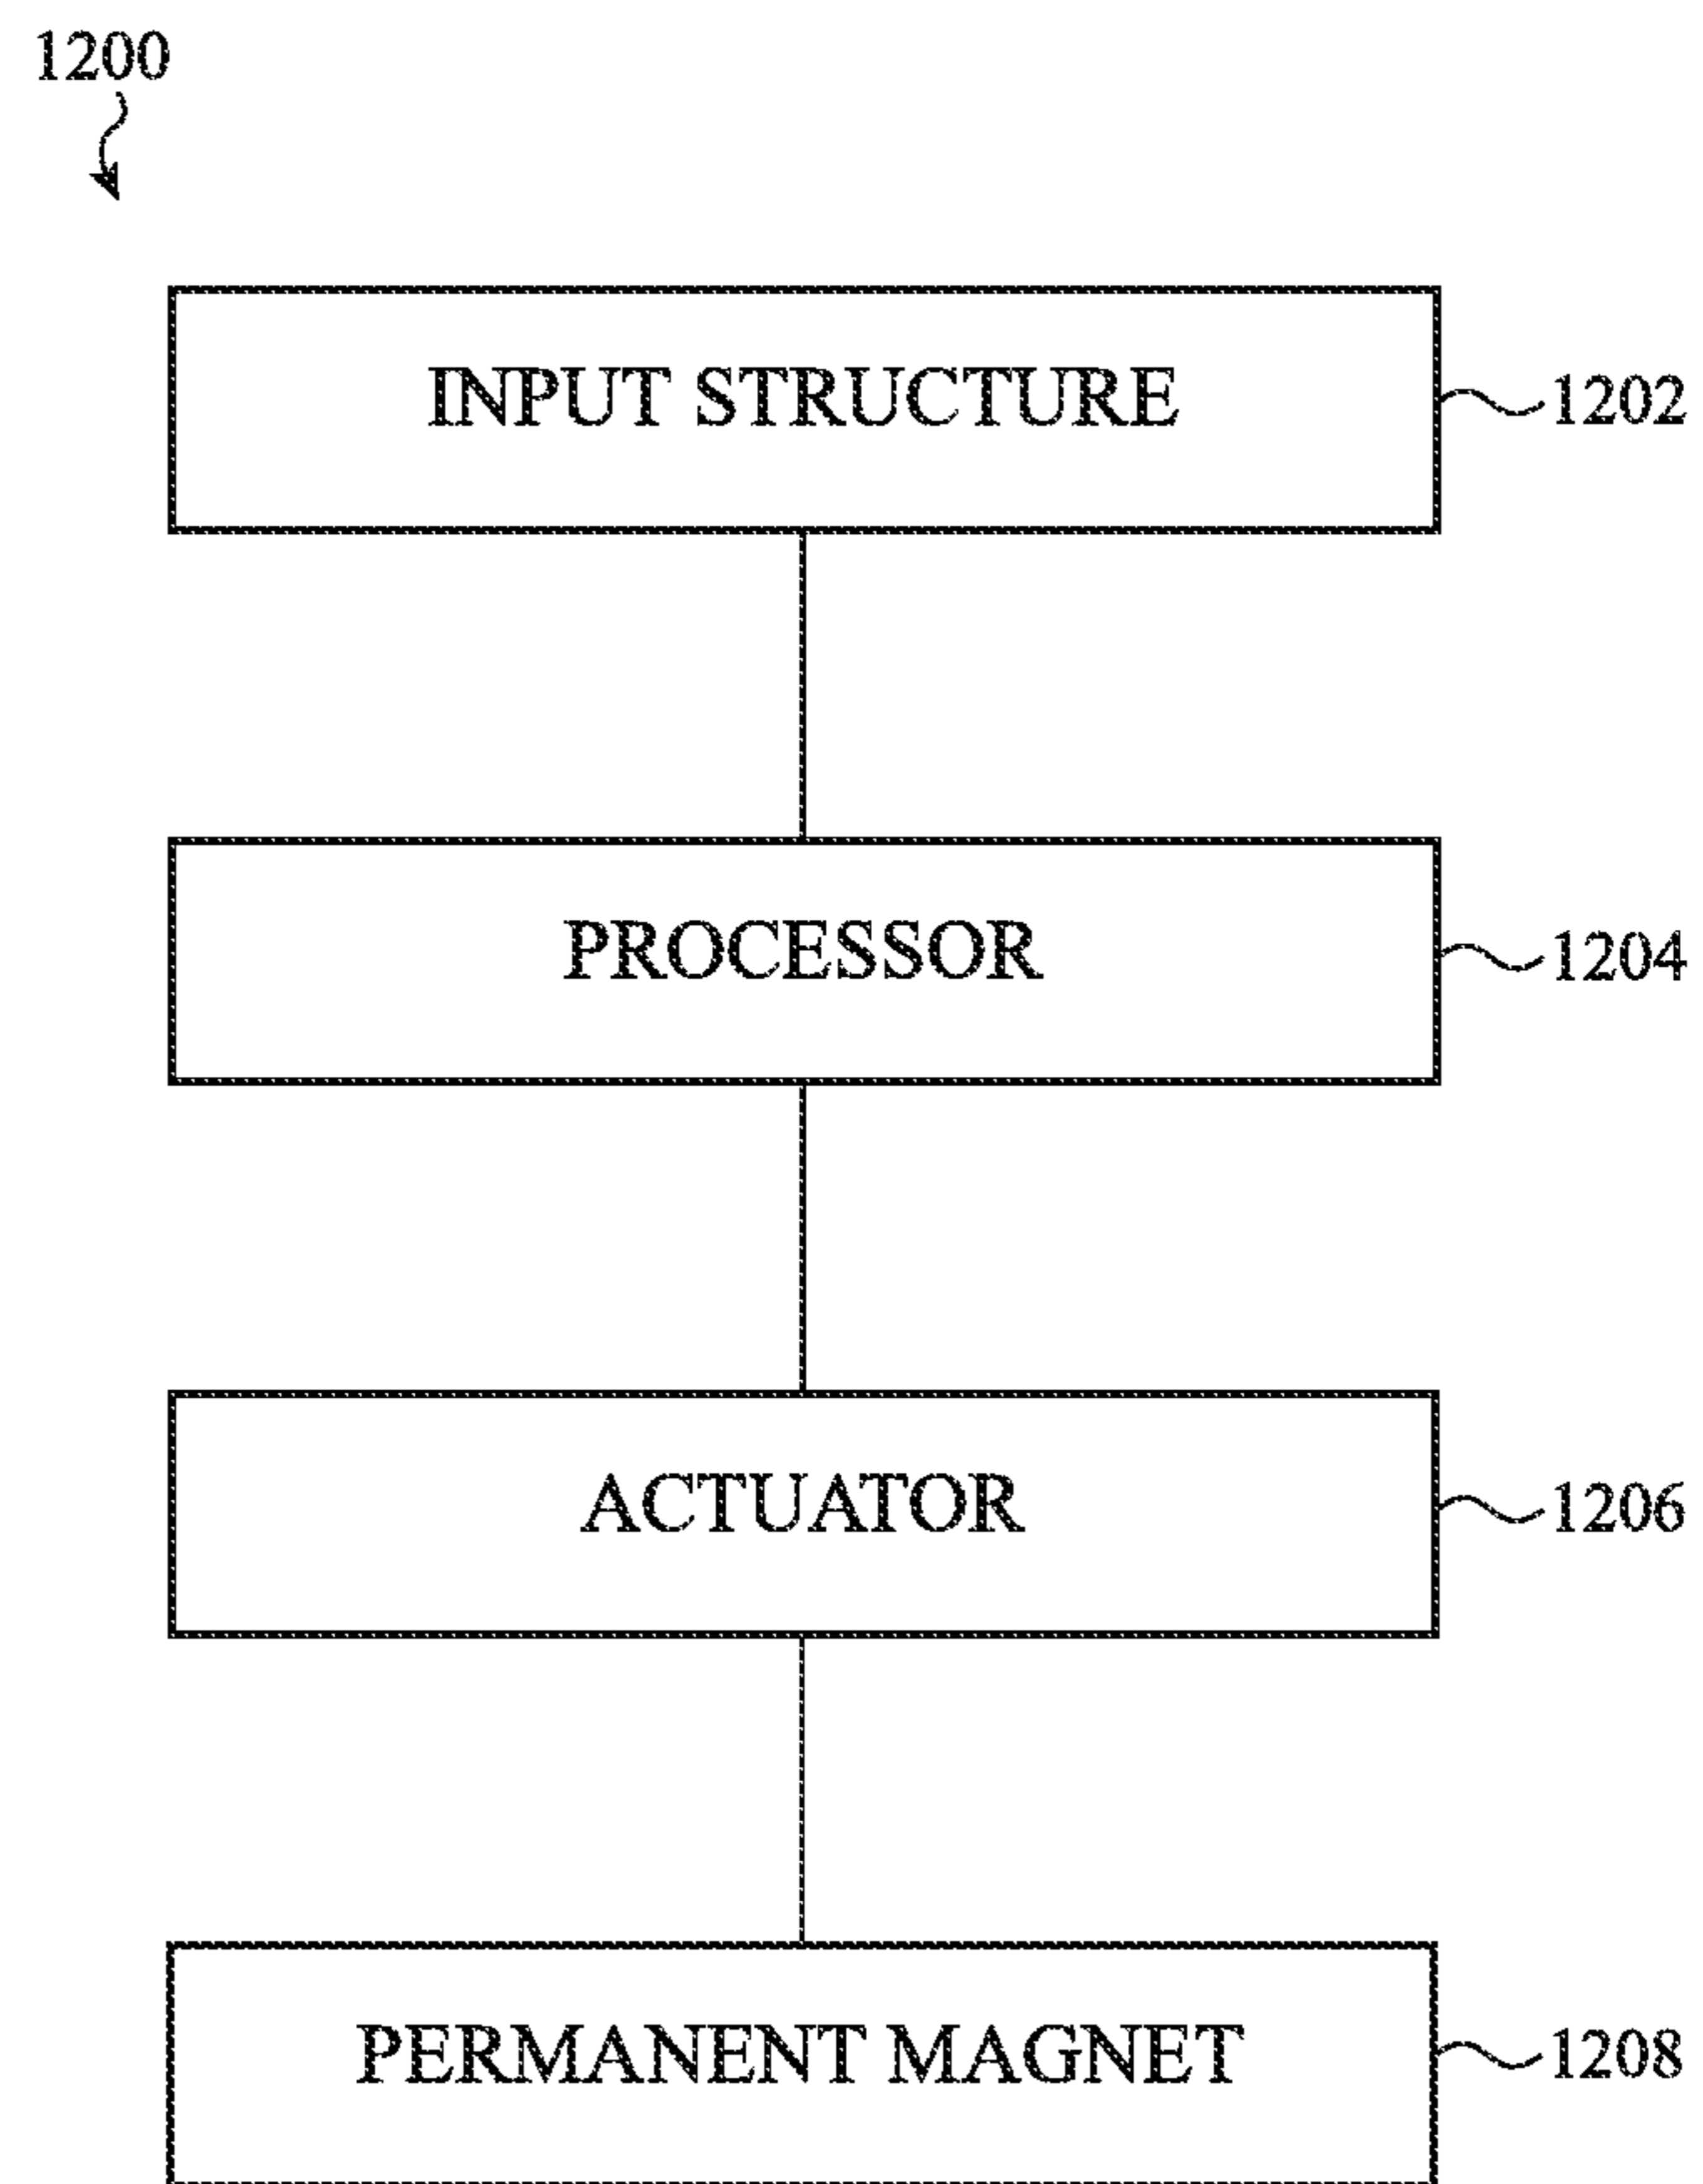 1200
INPUT STRUCTURE
1202
PROCESSOR
1204
ACTUATOR
1206
PERMANENT MAGNET
1208